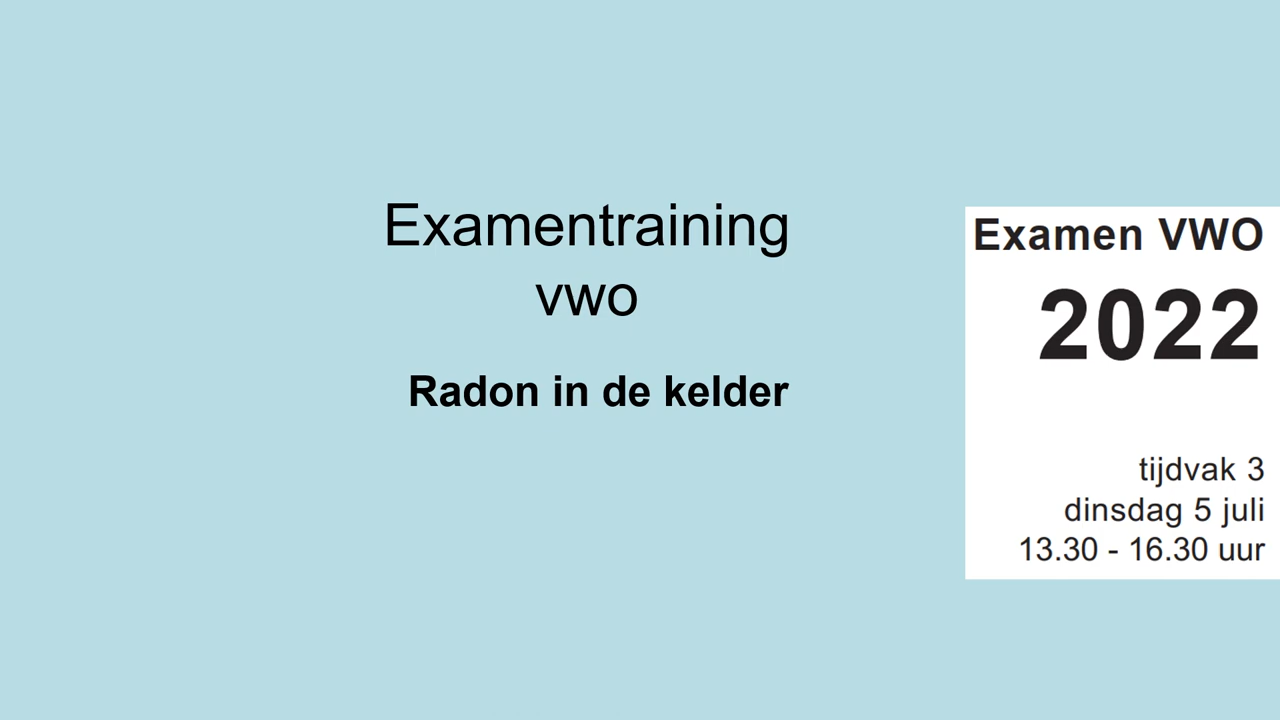 Examentraining
vwo
Radon in de kelder
Examen VWO
2022
tijdvak 3
dinsdag 5 juli
13.30 - 16.30 uur